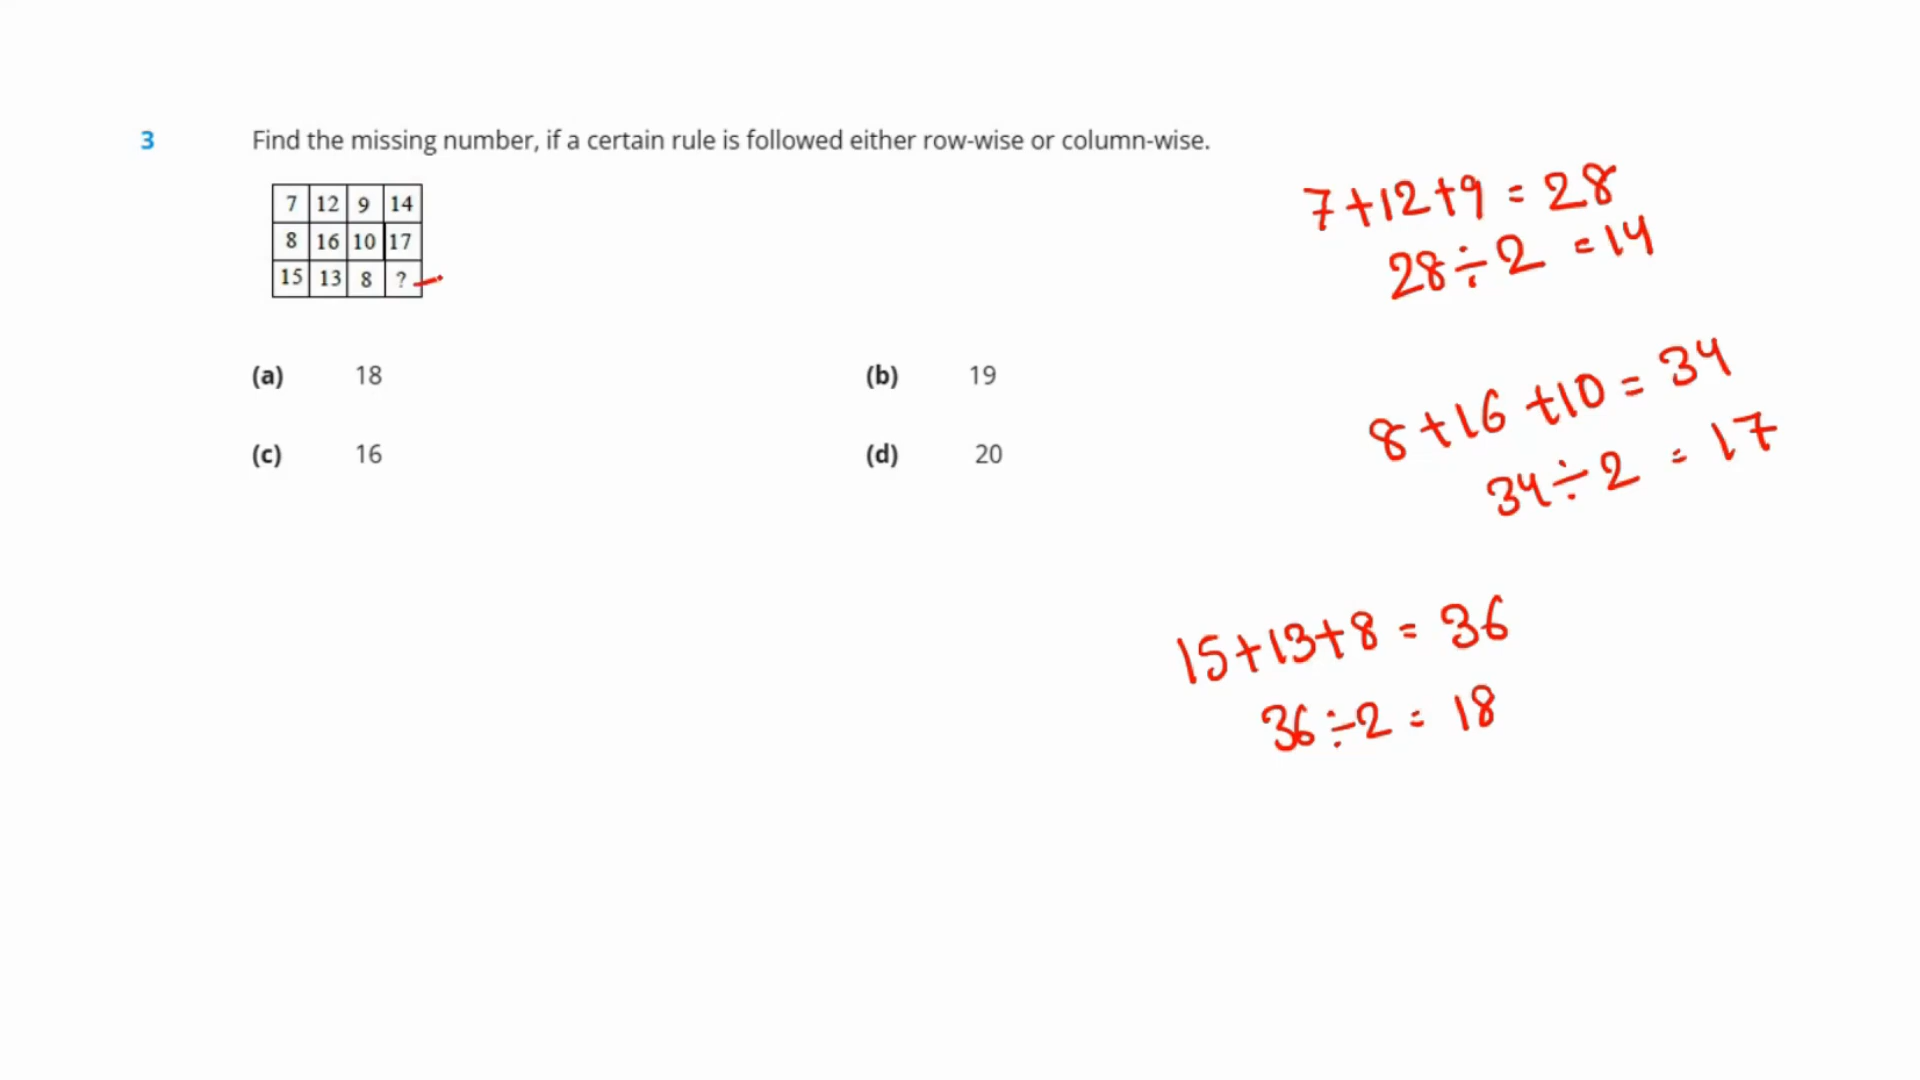 3 Find the missing number, if a certain rule is followed either row-wise or column-wise.
7 12 9 14
8 16 10 17
15 13 8 ?
(a) 18 (b) 19
(c) 16 (d) 20
7+12+9 = 28
28÷2 = 14
8+16+10 = 34
34÷2 = 17
15+13+8 = 36
36÷2 = 18